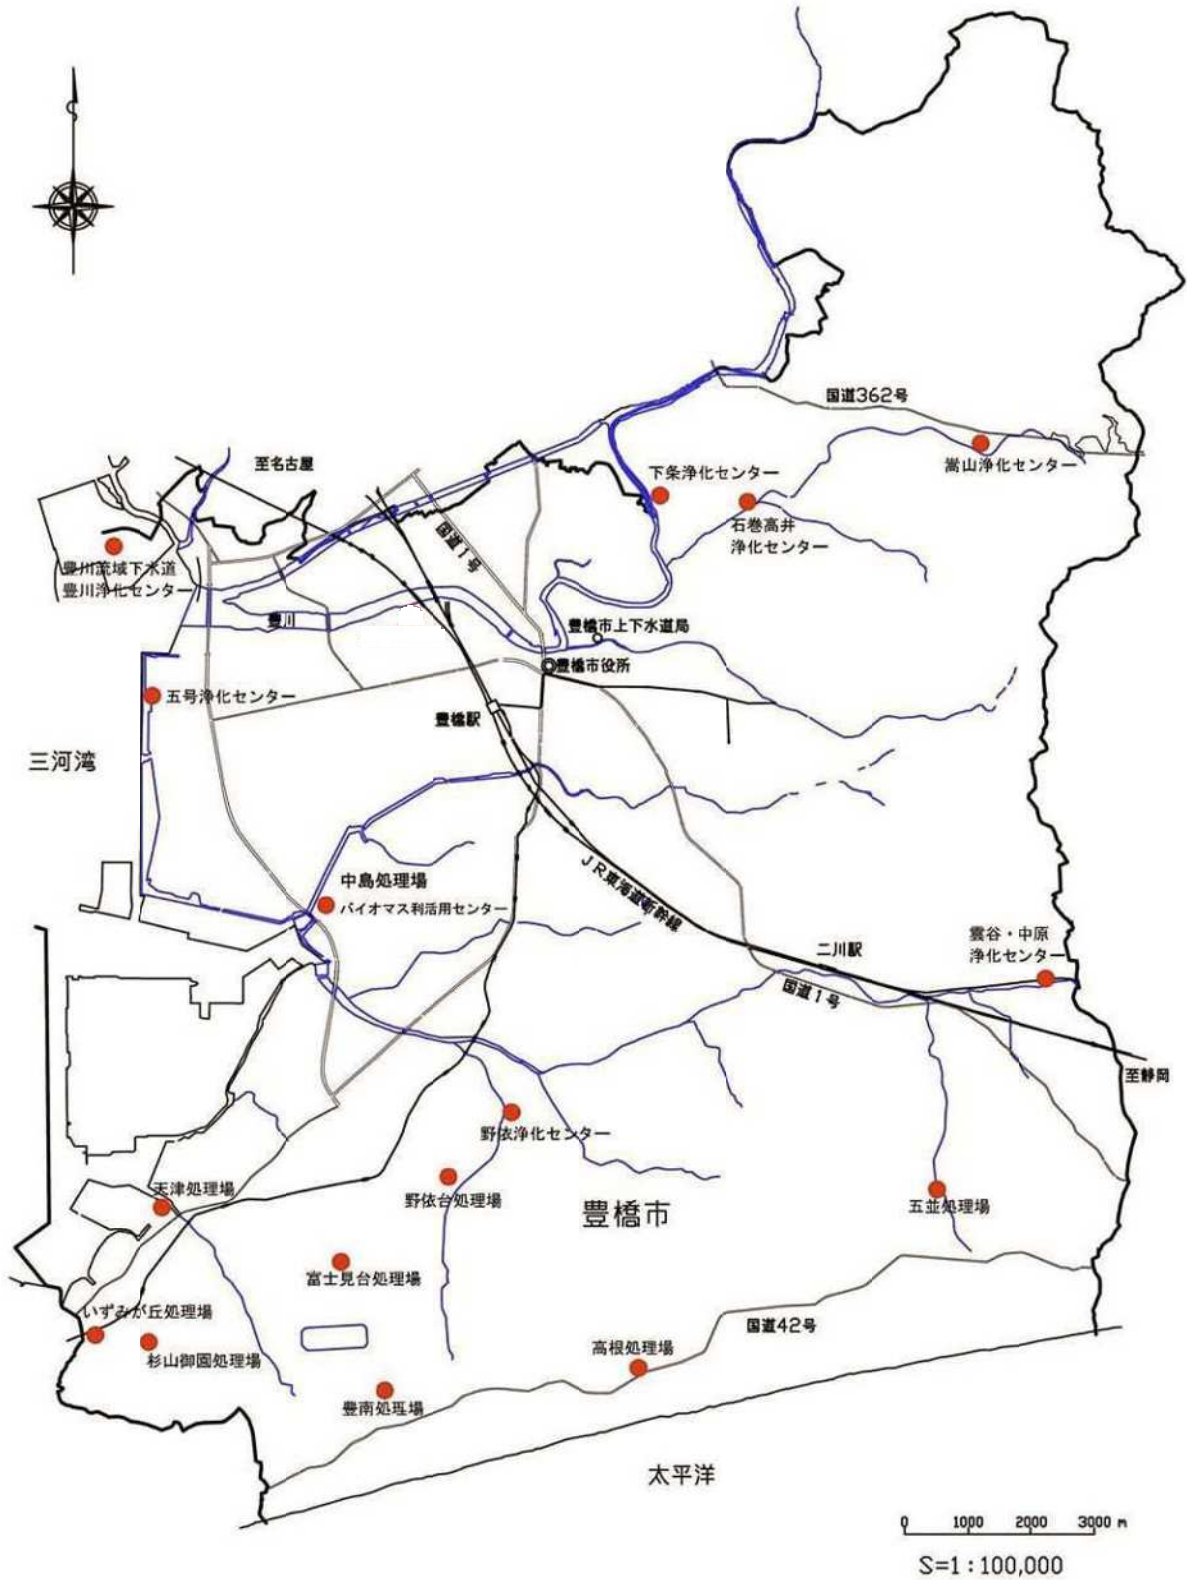 国道362号
嵩山浄化センター
至名古屋
下条浄化センター
石巻高井
浄化センター
国道1号
豊川流域下水道
豊川浄化センター
豊川
豊橋市上下水道局
豊橋市役所
五号浄化センター
豊橋駅
三河湾
中島処理場
バイオマス利活用センター
JR東海道新幹線
二川駅
雲谷・中原
浄化センター
国道1号
至静岡
野依浄化センター
天津処理場
野依台処理場
豊橋市
五並処理場
富士見台処理場
いずみが丘処理場
杉山御園処理場
国道42号
高根処理場
豊南処理場
太平洋
0 1000 2000 3000 m
S=1:100,000